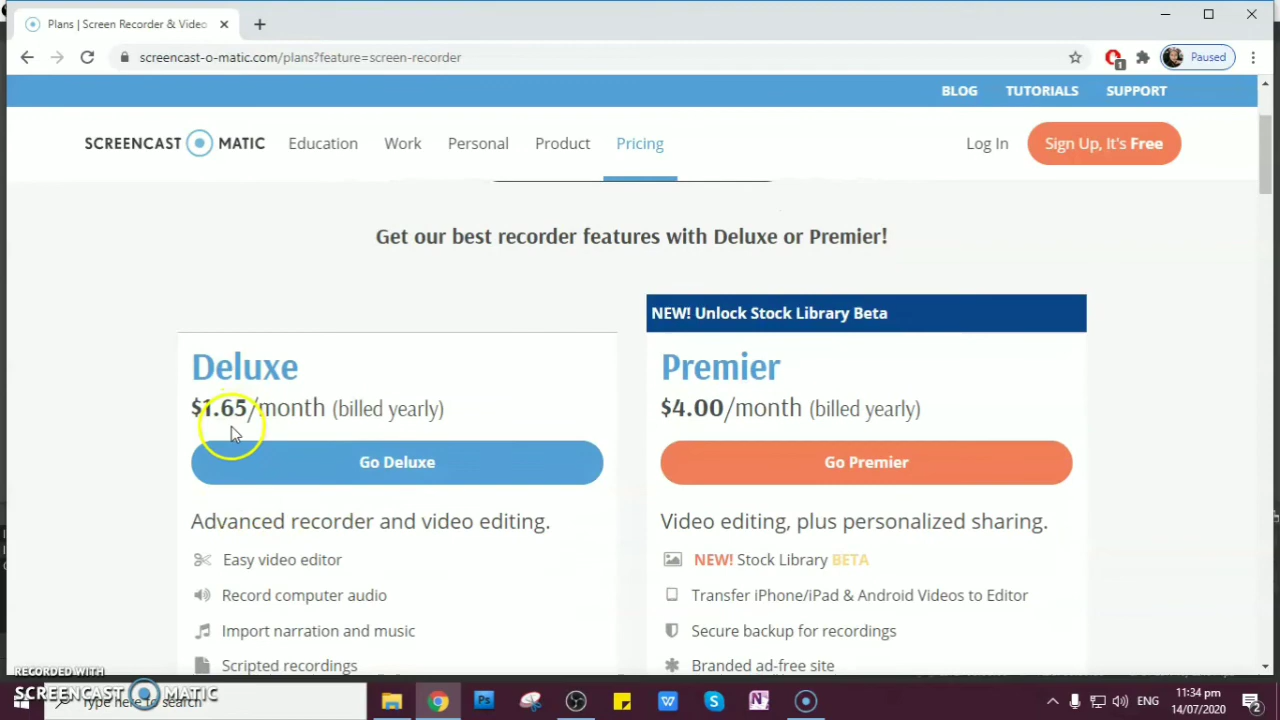 Plans | Screen Recorder & Video
screencast-o-matic.com/plans?feature=screen-recorder
1
Paused
BLOG TUTORIALS SUPPORT
SCREENCAST MATIC Education Work Personal Product Pricing Log In Sign Up, It's Free
Get our best recorder features with Deluxe or Premier!
NEW! Unlock Stock Library Beta
Deluxe
$1.65/month (billed yearly)
Go Deluxe
Advanced recorder and video editing.
Easy video editor
Record computer audio
Import narration and music
Scripted recordings
Premier
$4.00/month (billed yearly)
Go Premier
Video editing, plus personalized sharing.
NEW! Stock Library BETA
Transfer iPhone/iPad & Android Videos to Editor
Secure backup for recordings
Branded ad-free site
RECORDED WITH
SCREENCAST MATIC
Type here to search
ENG
11:34 pm
14/07/2020
2